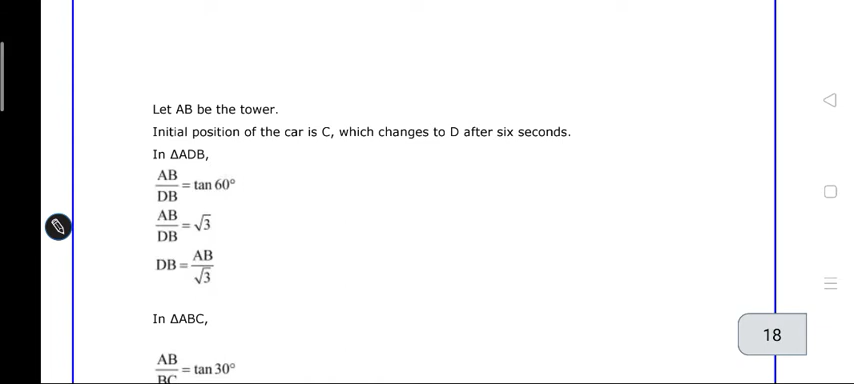 Let AB be the tower.
Initial position of the car is C, which changes to D after six seconds.
In ΔADB,
AB/DB = tan 60°
AB/DB = √3
DB = AB/√3
In ΔABC,
AB/BC = tan 30°
18